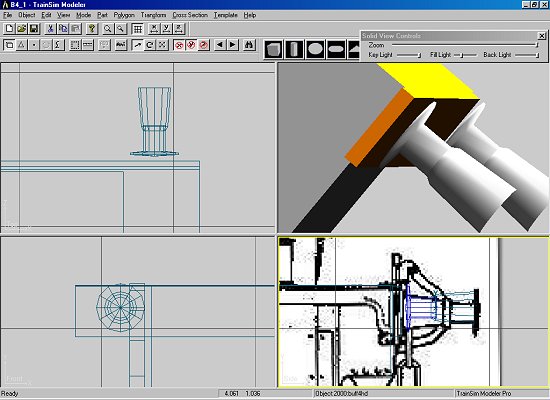 B4_1 - TrainSim Modeler
File Object Edit View Mode Part Polygon Transform Cross Section Template Help
Solid View Controls
Zoom
Key Light Fill Light Back Light
Front
Ready 4.061 1.036 Object 2000:buff4hd TrainSim Modeler Pro